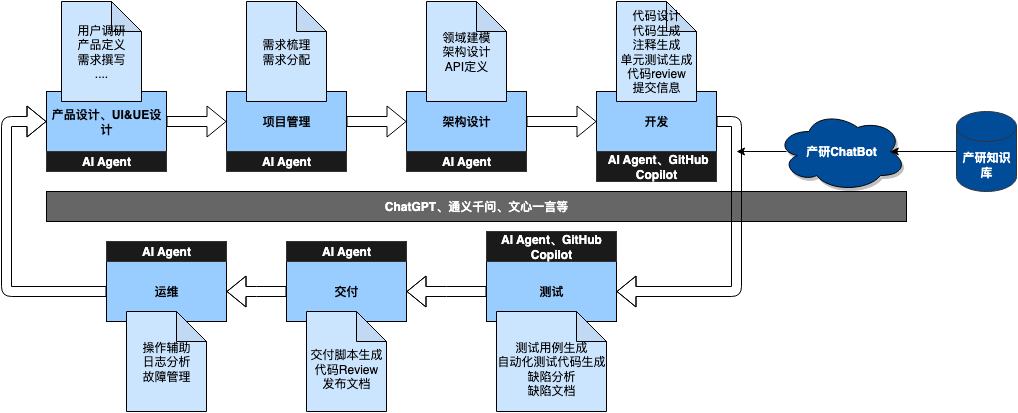 用户调研
产品定义
需求撰写
....
产品设计、UI&UE设
计
AI Agent
需求梳理
需求分配
项目管理
AI Agent
领域建模
架构设计
API定义
架构设计
AI Agent
代码设计
代码生成
注释生成
单元测试生成
代码review
提交信息
开发
AI Agent、GitHub
Copilot
产研ChatBot
产研知识
库
ChatGPT、通义千问、文心一言等
AI Agent
运维
操作辅助
日志分析
故障管理
AI Agent
交付
交付脚本生成
代码Review
发布文档
AI Agent、GitHub
Copilot
测试
测试用例生成
自动化测试代码生成
缺陷分析
缺陷文档